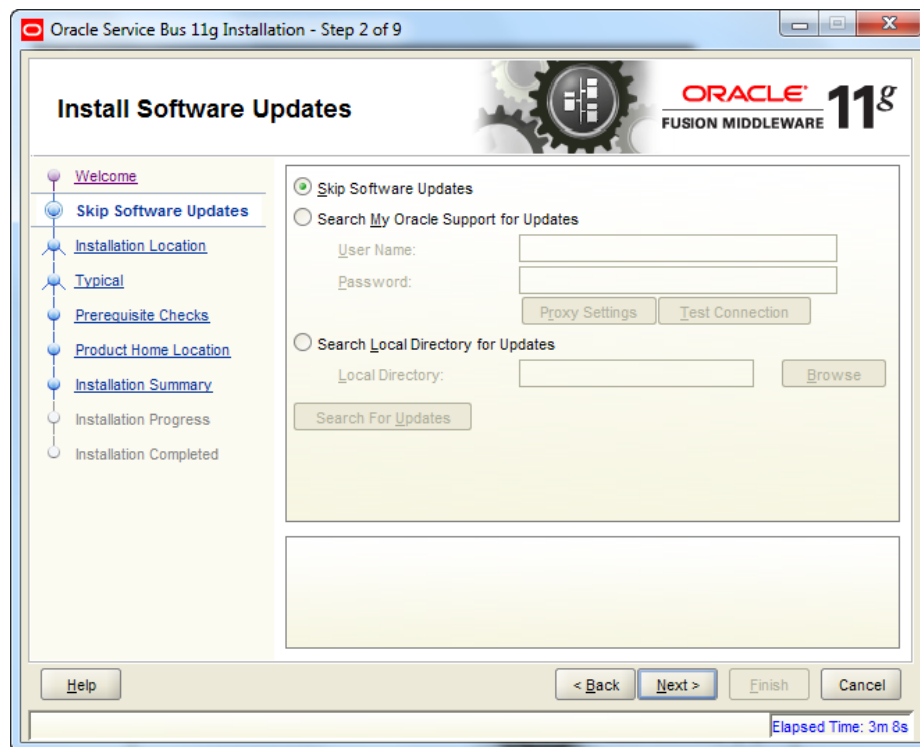 Oracle Service Bus 11g Installation - Step 2 of 9
Install Software Updates
ORACLE®
FUSION MIDDLEWARE 11g
Welcome
Skip Software Updates
Installation Location
Typical
Prerequisite Checks
Product Home Location
Installation Summary
Installation Progress
Installation Completed
Skip Software Updates
Search My Oracle Support for Updates
User Name:
Password:
Proxy Settings Test Connection
Search Local Directory for Updates
Local Directory: Browse
Search For Updates
Help < Back Next > Finish Cancel
Elapsed Time: 3m 8s